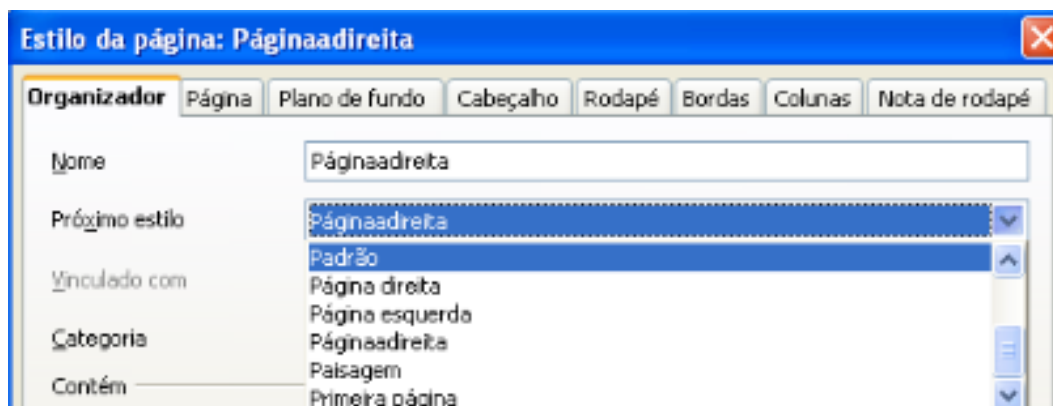 Estilo da página: Páginaadireita
Organizador Página Plano de fundo Cabeçalho Rodapé Bordas Colunas Nota de rodapé
Nome Páginaadireita
Próximo estilo Páginaadireita
Padrão
Vinculado com
Página direita
Página esquerda
Categoria Páginaadireita
Paisagem
Contém
Primeira página